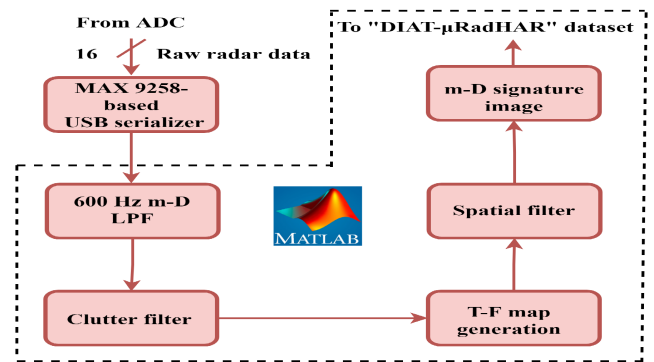 From ADC
16 Raw radar data
MAX 9258-
based
USB serializer
600 Hz m-D
LPF
Clutter filter
MATLAB
T-F map
generation
Spatial filter
m-D signature
image
To "DIAT-μRadHAR" dataset